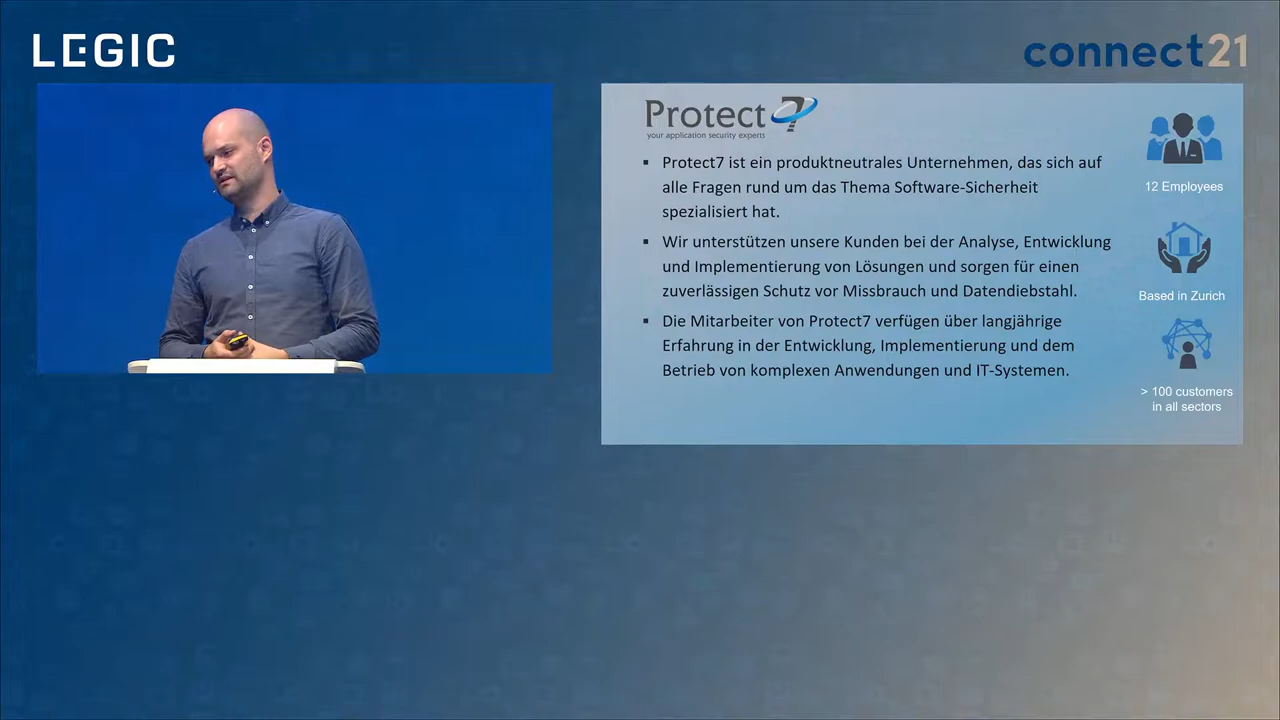 LEGIC
connect21
Protect7
your application security experts
▪ Protect7 ist ein produktneutrales Unternehmen, das sich auf
alle Fragen rund um das Thema Software-Sicherheit
spezialisiert hat.
▪ Wir unterstützen unsere Kunden bei der Analyse, Entwicklung
und Implementierung von Lösungen und sorgen für einen
zuverlässigen Schutz vor Missbrauch und Datendiebstahl.
▪ Die Mitarbeiter von Protect7 verfügen über langjährige
Erfahrung in der Entwicklung, Implementierung und dem
Betrieb von komplexen Anwendungen und IT-Systemen.
12 Employees
Based in Zurich
> 100 customers
in all sectors